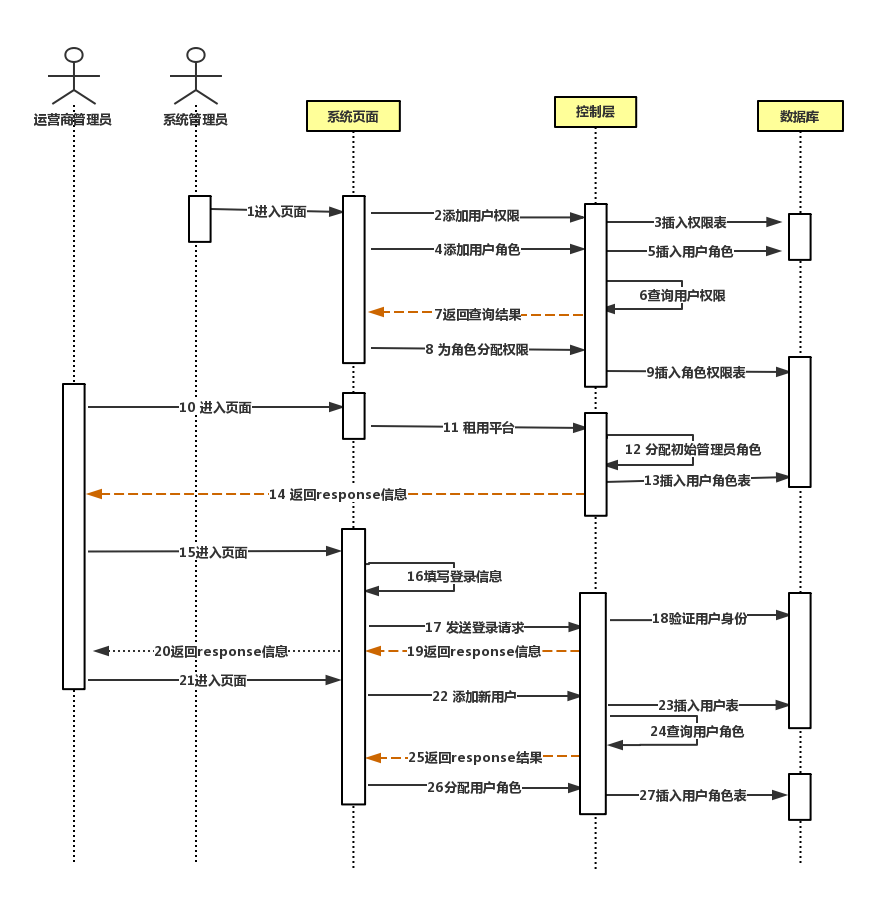 运营商管理员
系统管理员
系统页面
控制层
数据库
1进入页面
2添加用户权限
3插入权限表
4添加用户角色
5插入用户角色
6查询用户权限
7返回查询结果
8 为角色分配权限
9插入角色权限表
10 进入页面
11 租用平台
12 分配初始管理员角色
13插入用户角色表
14 返回response信息
15进入页面
16填写登录信息
17 发送登录请求
18验证用户身份
19返回response信息
20返回response信息
21进入页面
22 添加新用户
23插入用户表
24查询用户角色
25返回response结果
26分配用户角色
27插入用户角色表